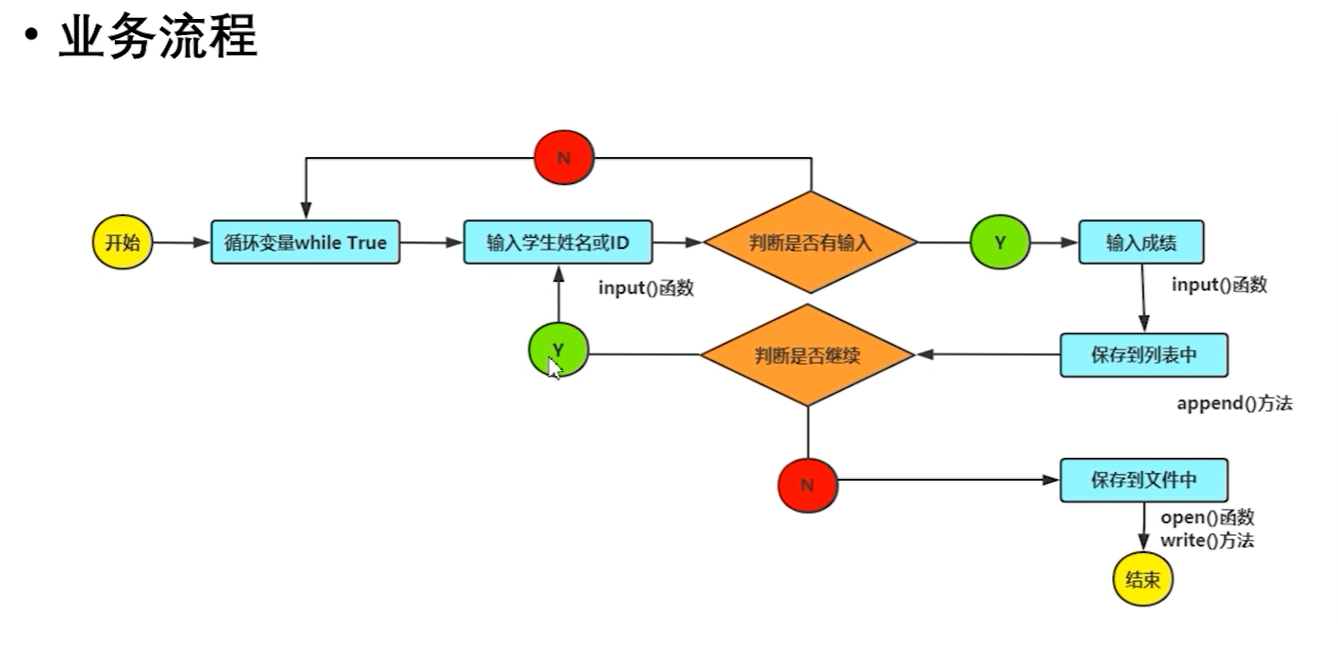 • 业务流程
N
开始
循环变量while True
输入学生姓名或ID
判断是否有输入
Y
输入成绩
input()函数
input()函数
Y
判断是否继续
保存到列表中
append()方法
N
保存到文件中
open()函数
write()方法
结束